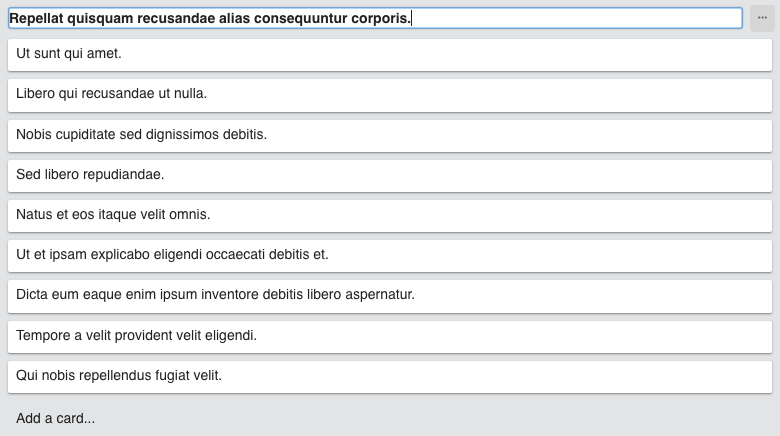 Repellat quisquam recusandae alias consequuntur corporis.
Ut sunt qui amet.
Libero qui recusandae ut nulla.
Nobis cupiditate sed dignissimos debitis.
Sed libero repudiandae.
Natus et eos itaque velit omnis.
Ut et ipsam explicabo eligendi occaecati debitis et.
Dicta eum eaque enim ipsum inventore debitis libero aspernatur.
Tempore a velit provident velit eligendi.
Qui nobis repellendus fugiat velit.
Add a card...